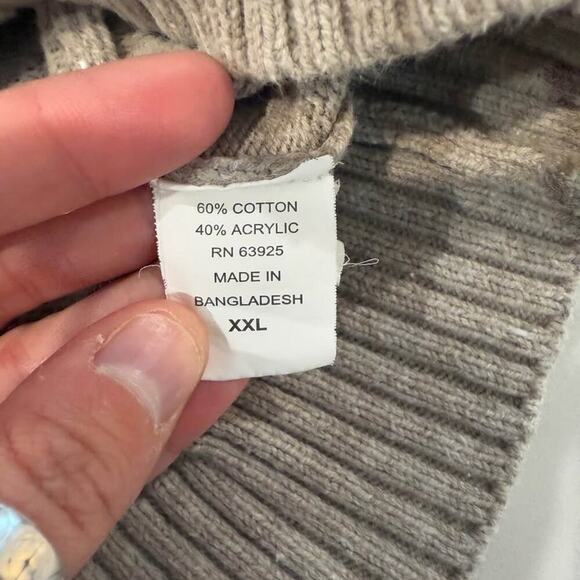 60% COTTON
40% ACRYLIC
RN 63925
MADE IN
BANGLADESH
XXL